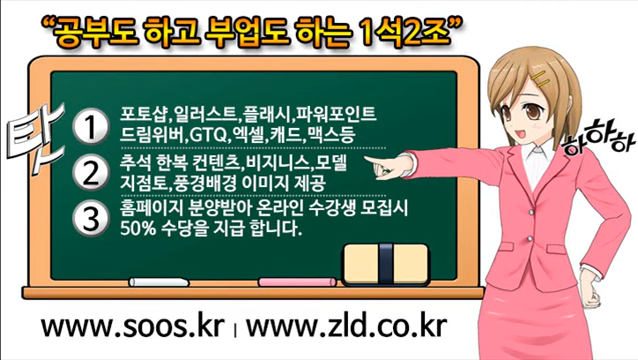 “공부도 하고 부업도 하는 1석2조”
탓
1 포토샵,일러스트,플래시,파워포인트
드림위버,GTQ,엑셀,캐드,맥스등
2 추석 한복 컨텐츠,비지니스,모델
지점토,풍경배경 이미지 제공
3 홈페이지 분양받아 온라인 수강생 모집시
50% 수당을 지급 합니다.
하하하
www.soos.kr | www.zld.co.kr